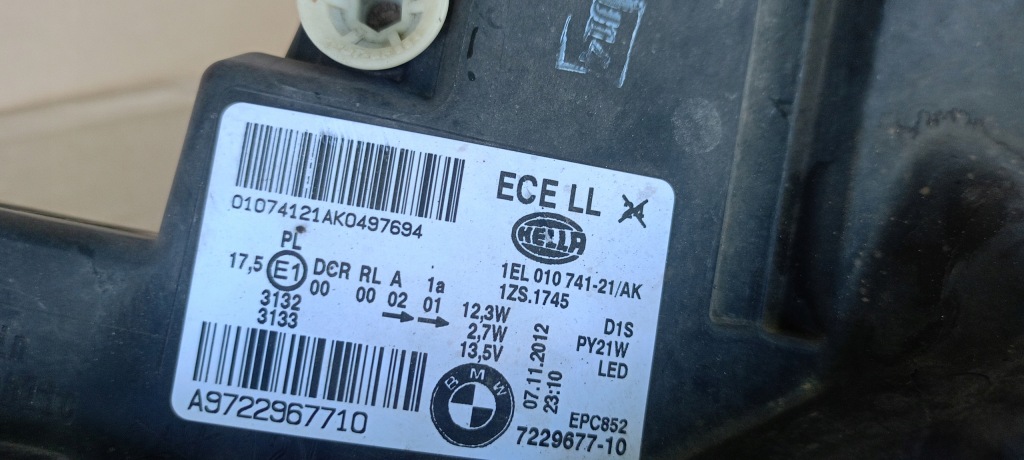 01074121AK0497694
ECE LL
HELLA
1EL 010 741-21/AK
1ZS.1745
PL
17,5 E1 DCR RL A 1a
00 00 02 01
3132
3133
12,3W
2,7W
13,5V
D1S
PY21W
LED
07.11.2012
23:10
BMW
A9722967710
EPC852
7229677-10